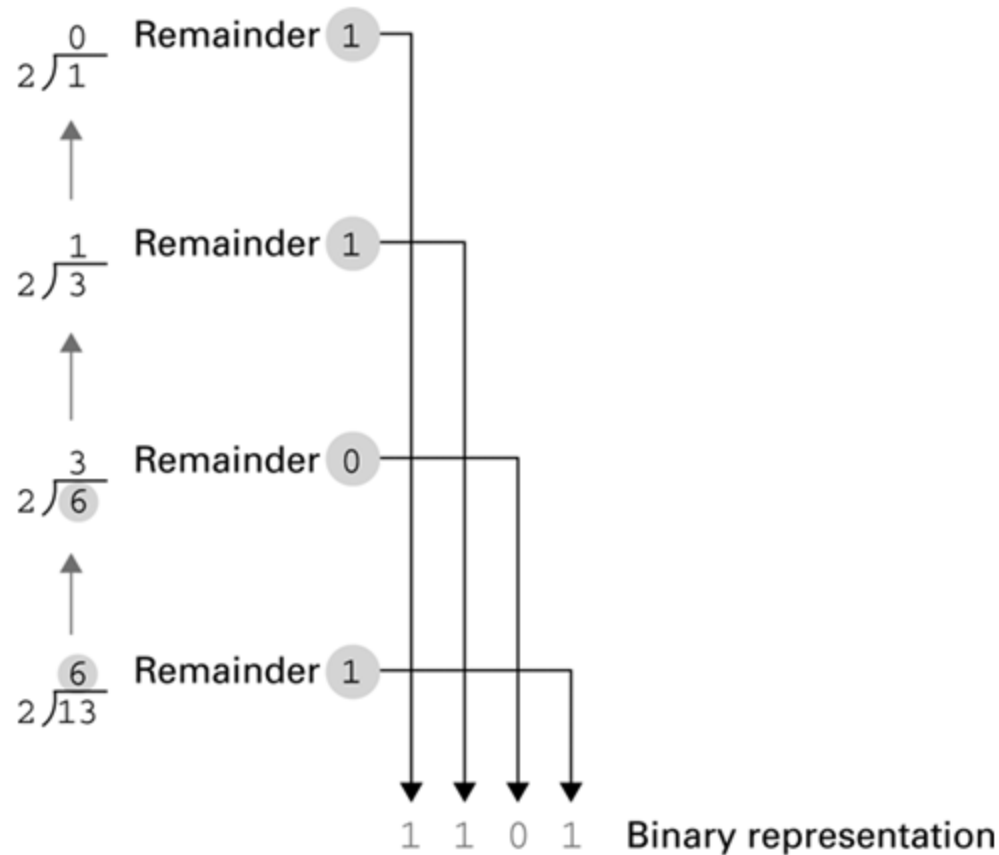 0 Remainder 1
2 1
1 Remainder 1
2 3
3 Remainder 0
2 6
6 Remainder 1
2 13
1 1 0 1 Binary representation